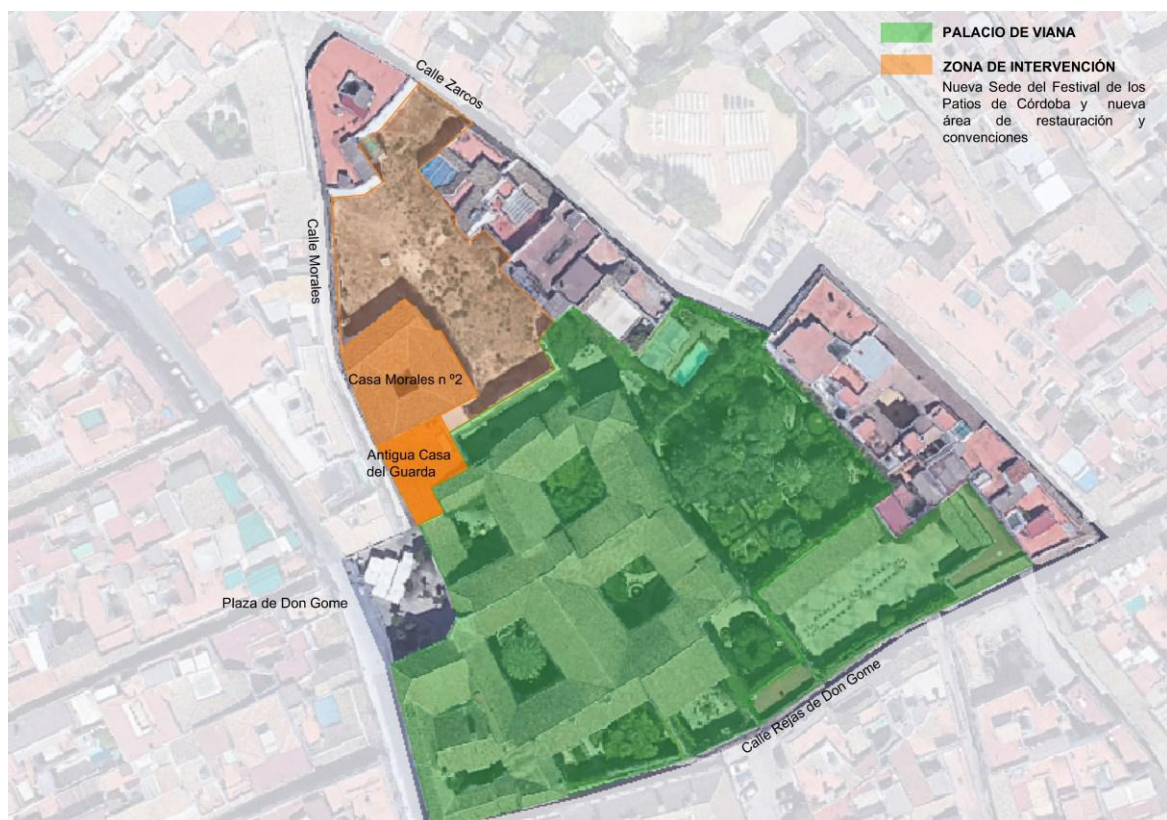 PALACIO DE VIANA
ZONA DE INTERVENCIÓN
Nueva Sede del Festival de los
Patios de Córdoba y nueva
área de restauración y
convenciones
Calle Zarcos
Calle Morales
Casa Morales n º2
Antigua Casa
del Guarda
Plaza de Don Gome
Calle Rejas de Don Gome